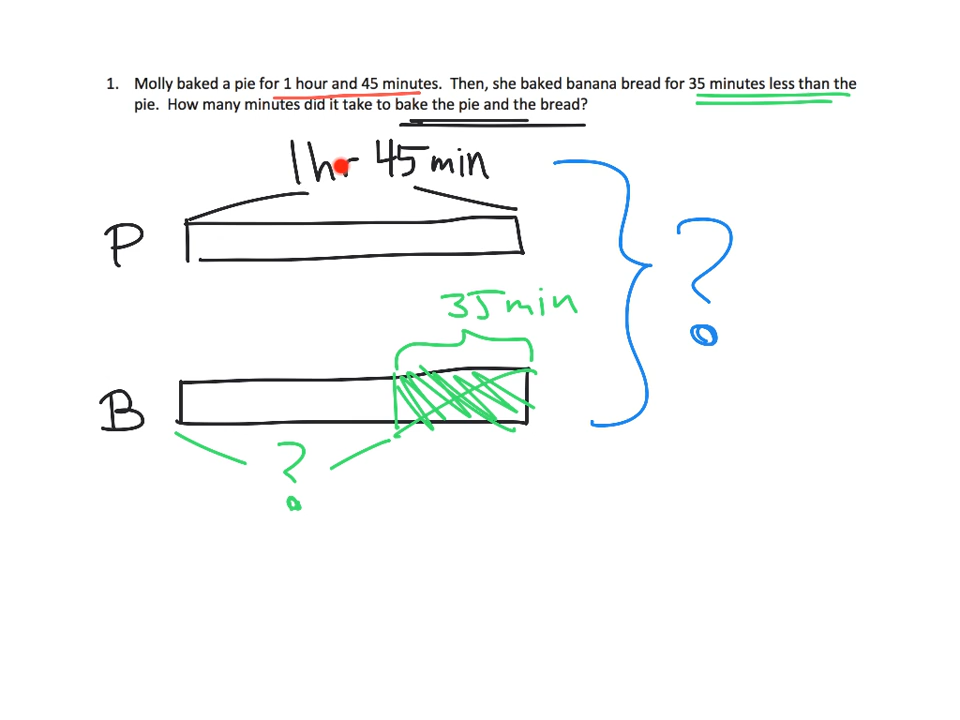 1. Molly baked a pie for 1 hour and 45 minutes. Then, she baked banana bread for 35 minutes less than the
pie. How many minutes did it take to bake the pie and the bread?
1hr 45min
P
?
35min
B
?